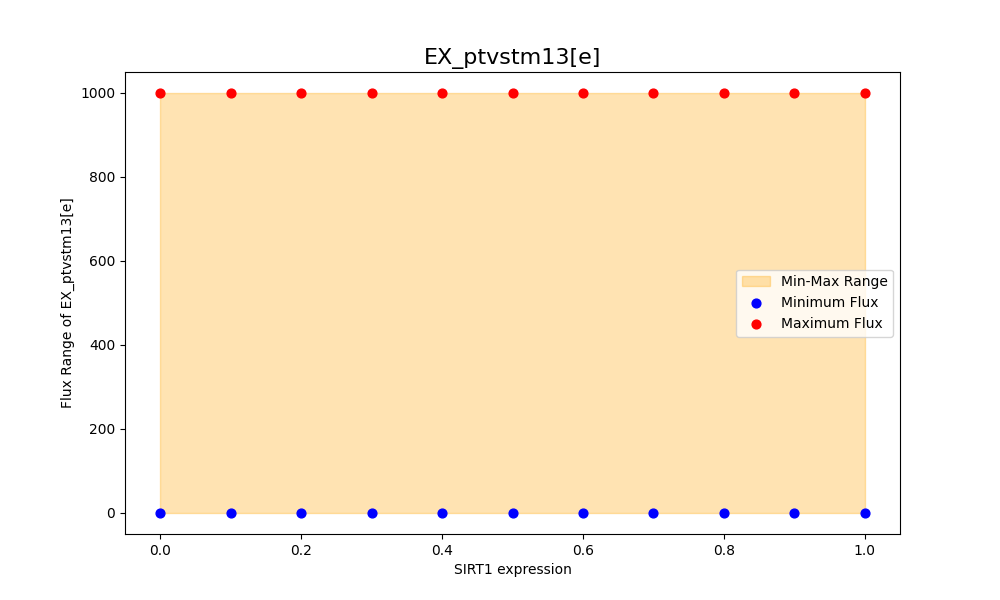 EX_ptvstm13[e]
Flux Range of EX_ptvstm13[e]
1000
800
600
400
200
0
Min-Max Range
Minimum Flux
Maximum Flux
0.0
0.2
0.4
0.6
0.8
1.0
SIRT1 expression